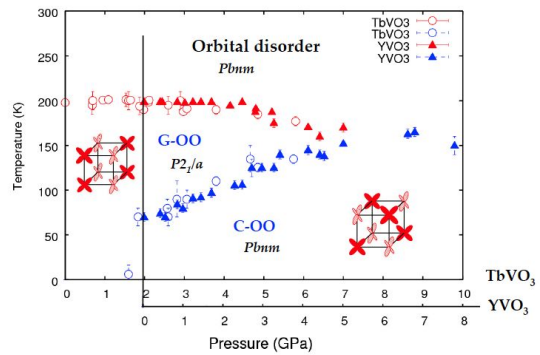 TbVO3
TbVO3
YVO3
YVO3
Orbital disorder
Pbnm
G-OO
P2₁/a
C-OO
Pbnm
300
250
200
150
100
50
0
Temperature (K)
0 1 2 3 4 5 6 7 8 9 10
TbVO₃
0 1 2 3 4 5 6 7 8
YVO₃
Pressure (GPa)